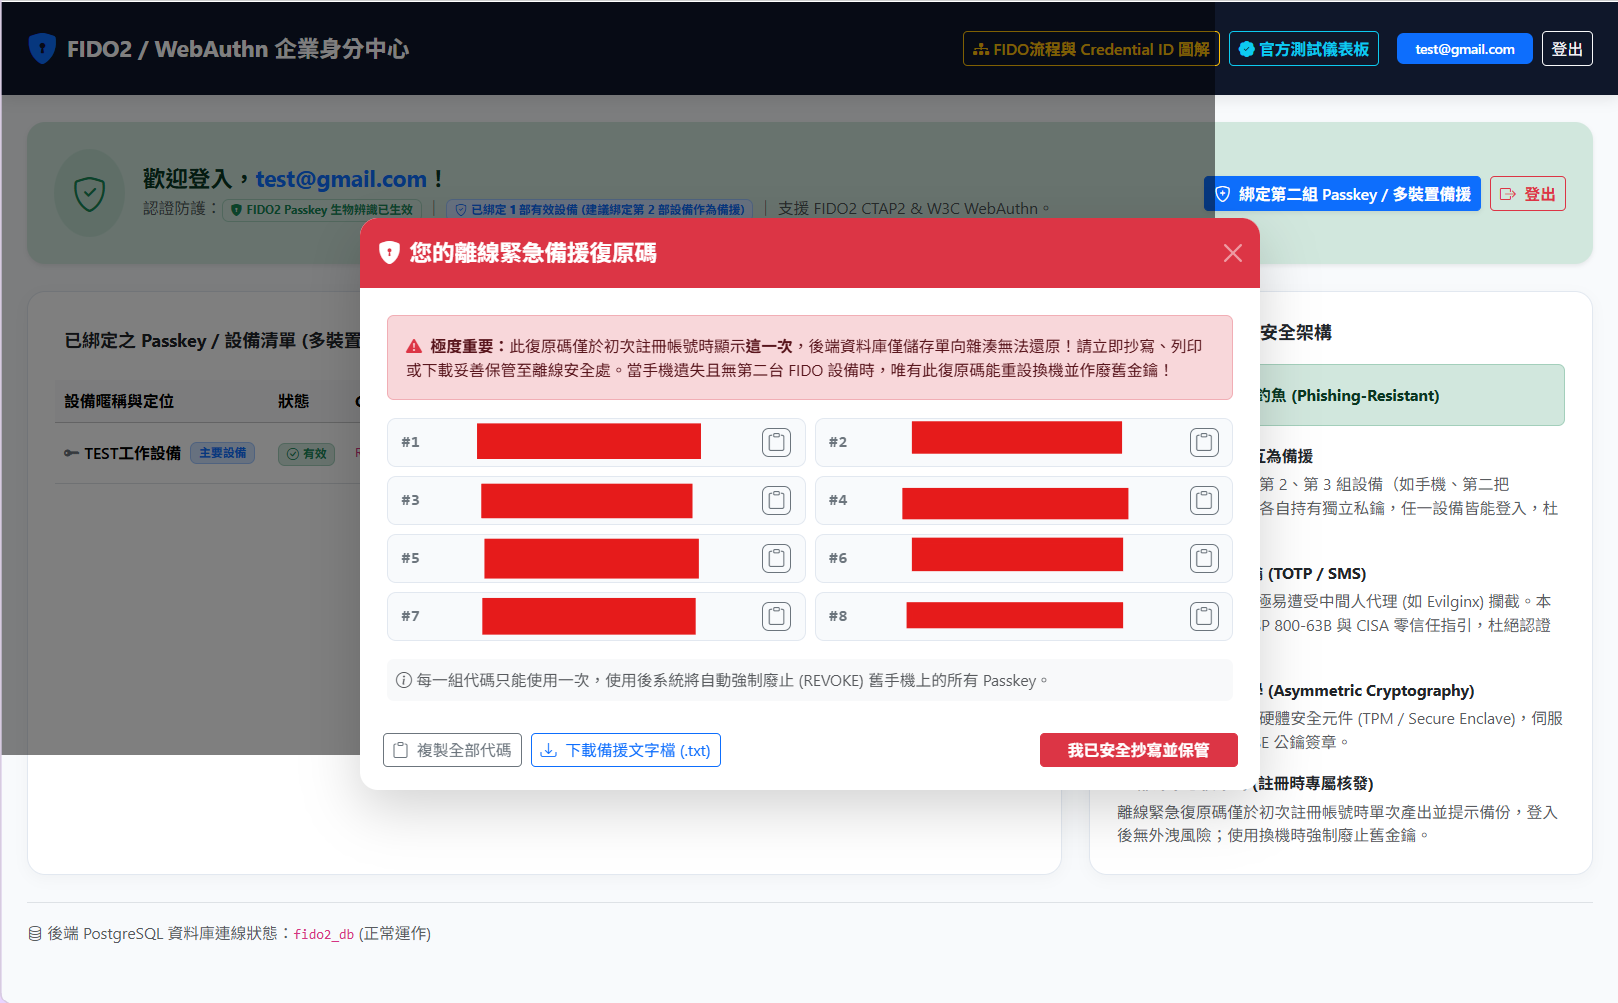 FIDO2 / WebAuthn 企業身分中心
FIDO流程與 Credential ID 圖解
官方測試儀表板
test@gmail.com
登出
歡迎登入，test@gmail.com！
認證防護：
FIDO2 Passkey 生物辨識已生效
已綁定 1 部有效設備 (建議綁定第 2 部設備作為備援)
支援 FIDO2 CTAP2 & W3C WebAuthn。
綁定第二組 Passkey / 多裝置備援
登出
您的離線緊急備援復原碼
極度重要：此復原碼僅於初次註冊帳號時顯示這一次，後端資料庫僅儲存單向雜湊無法還原！請立即抄寫、列印
或下載妥善保管至離線安全處。當手機遺失且無第二台 FIDO 設備時，唯有此復原碼能重設換機並作廢舊金鑰！
#1
#2
#3
#4
#5
#6
#7
#8
每一組代碼只能使用一次，使用後系統將自動強制廢止 (REVOKE) 舊手機上的所有 Passkey。
複製全部代碼
下載備援文字檔 (.txt)
我已安全抄寫並保管
已綁定之 Passkey / 設備清單 (多裝置
設備暱稱與定位
狀態
TEST工作設備
主要設備
有效
安全架構
釣魚 (Phishing-Resistant)
互為備援
第 2、第 3 組設備（如手機、第二把
各自持有獨立私鑰，任一設備皆能登入，杜
(TOTP / SMS)
極易遭受中間人代理 (如 Evilginx) 攔截。本
SP 800-63B 與 CISA 零信任指引，杜絕認證
(Asymmetric Cryptography)
硬體安全元件 (TPM / Secure Enclave)，伺服
公鑰簽章。
(註冊時專屬核發)
離線緊急復原碼僅於初次註冊帳號時單次產出並提示備份，登入
後無外洩風險；使用換機時強制廢止舊金鑰。
後端 PostgreSQL 資料庫連線狀態：fido2_db (正常運作)